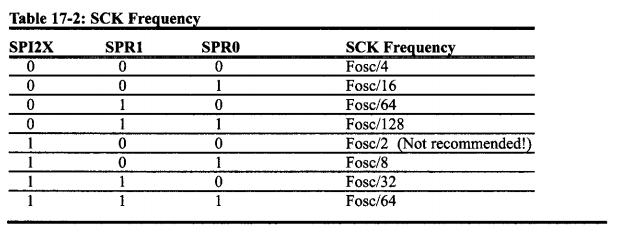 Table 17-2: SCK Frequency
SPI2X SPR1 SPR0 SCK Frequency
0 0 0 Fosc/4
0 0 1 Fosc/16
0 1 0 Fosc/64
0 1 1 Fosc/128
1 0 0 Fosc/2 (Not recommended!)
1 0 1 Fosc/8
1 1 0 Fosc/32
1 1 1 Fosc/64